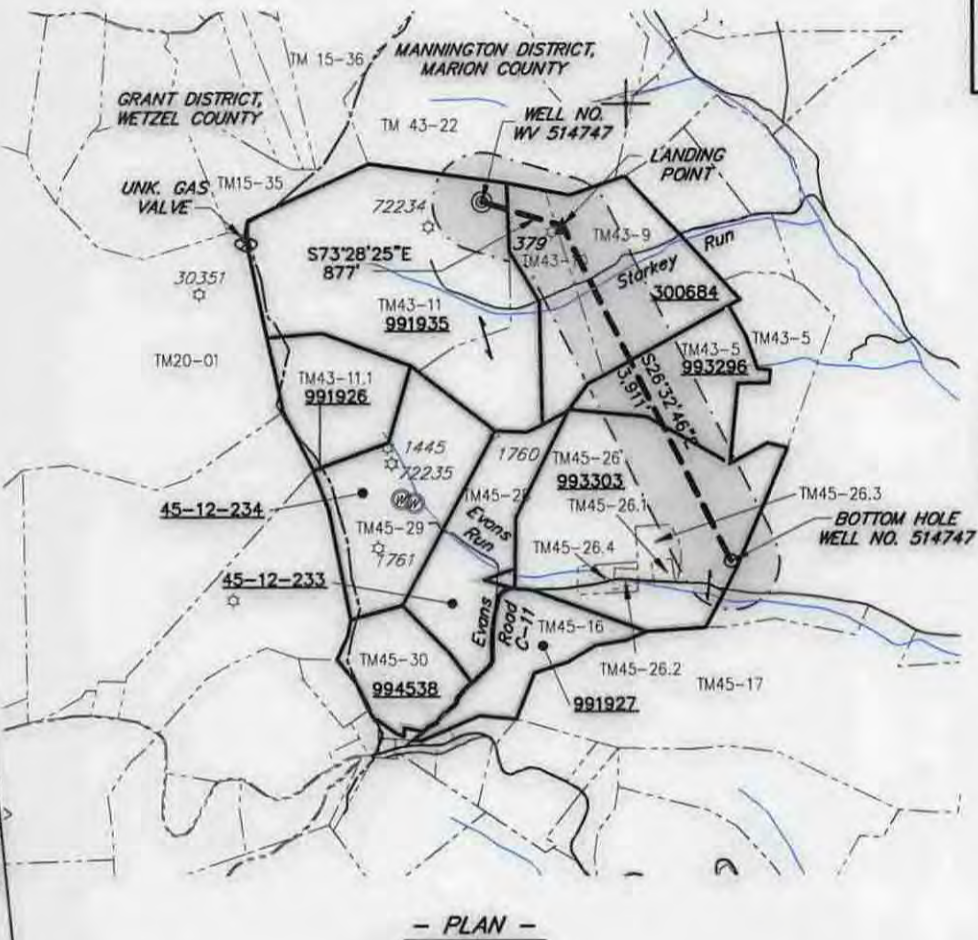 TM 15-36
MANNINGTON DISTRICT,
MARION COUNTY
GRANT DISTRICT,
WETZEL COUNTY
WELL NO.
WV 514747
TM 43-22
LANDING
POINT
UNK. GAS
VALVE
TM15-35
72234
379
TM43-9
TM43-
Starkey Run
S73°28'25"E
877'
30351
300684
TM43-11
991935
TM20-01
TM43-5
993296
TM43-5
S26°32'46"E
3,911'
TM43-11.1
991926
1445
72235
1760
TM45-26
993303
TM45-26.1
TM45-26.3
45-12-234
WW
TM45-29
Evans
Run
BOTTOM HOLE
WELL NO. 514747
TM45-26.4
1761
45-12-233
Evans
Road
C-11
TM45-16
TM45-30
994538
TM45-26.2
TM45-17
991927
- PLAN -